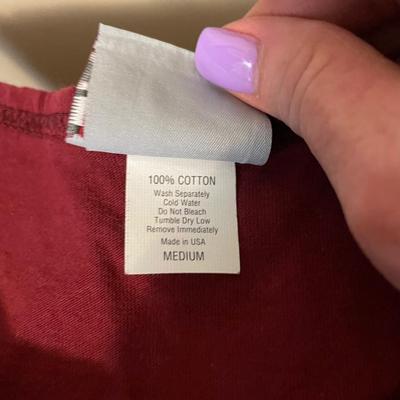 100% COTTON
Wash Separately
Cold Water
Do Not Bleach
Tumble Dry Low
Remove Immediately
Made in USA
MEDIUM